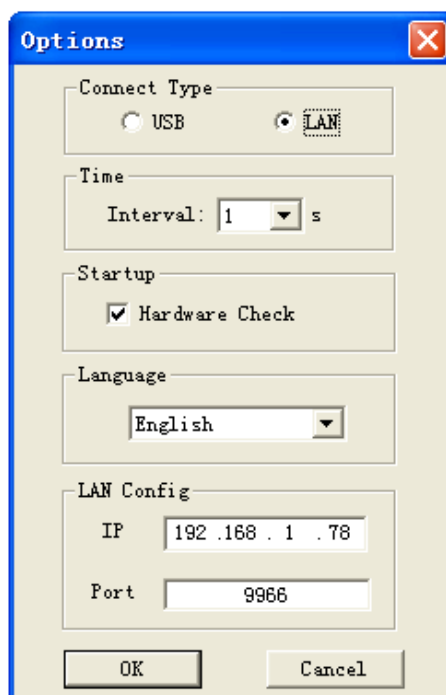 Options
Connect Type
USB LAN
Time
Interval: 1 s
Startup
Hardware Check
Language
English
LAN Config
IP 192 .168 . 1 .78
Port 9966
OK Cancel